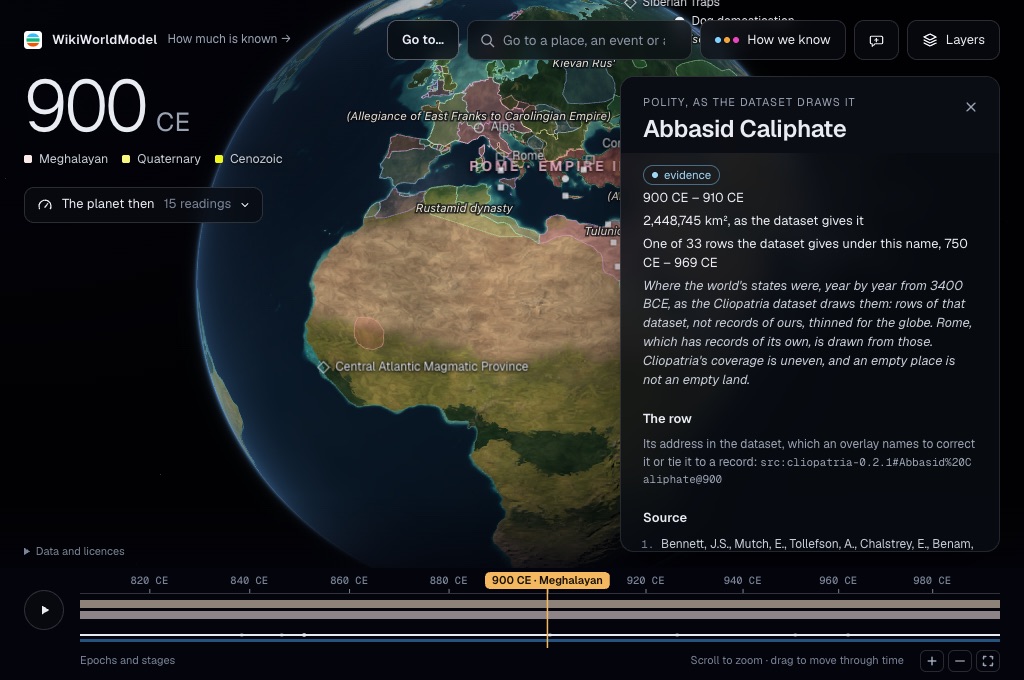 Siberian Traps
Dog domestication
WikiWorldModel
How much is known →
Go to...
Go to a place, an event or a
How we know
Layers
900 CE
Kievan Rus'
Meghalayan
Quaternary
Cenozoic
The planet then
15 readings
(Allegiance of East Franks to Carolingian Empire)
Alps
Rome
ROME · EMPIRE
Rustamid dynasty
Central Atlantic Magmatic Province
POLITY, AS THE DATASET DRAWS IT
Abbasid Caliphate
evidence
900 CE – 910 CE
2,448,745 km², as the dataset gives it
One of 33 rows the dataset gives under this name, 750
CE – 969 CE
Where the world's states were, year by year from 3400
BCE, as the Cliopatria dataset draws them: rows of that
dataset, not records of ours, thinned for the globe. Rome,
which has records of its own, is drawn from those.
Cliopatria's coverage is uneven, and an empty place is
not an empty land.
The row
Its address in the dataset, which an overlay names to correct
it or tie it to a record: src:cliopatria-0.2.1#Abbasid%20C
aliphate@900
Source
1. Bennett, J.S., Mutch, E., Tollefson, A., Chalstrey, E., Benam,
Data and licences
820 CE
840 CE
860 CE
880 CE
900 CE · Meghalayan
920 CE
940 CE
960 CE
980 CE
Epochs and stages
Scroll to zoom · drag to move through time